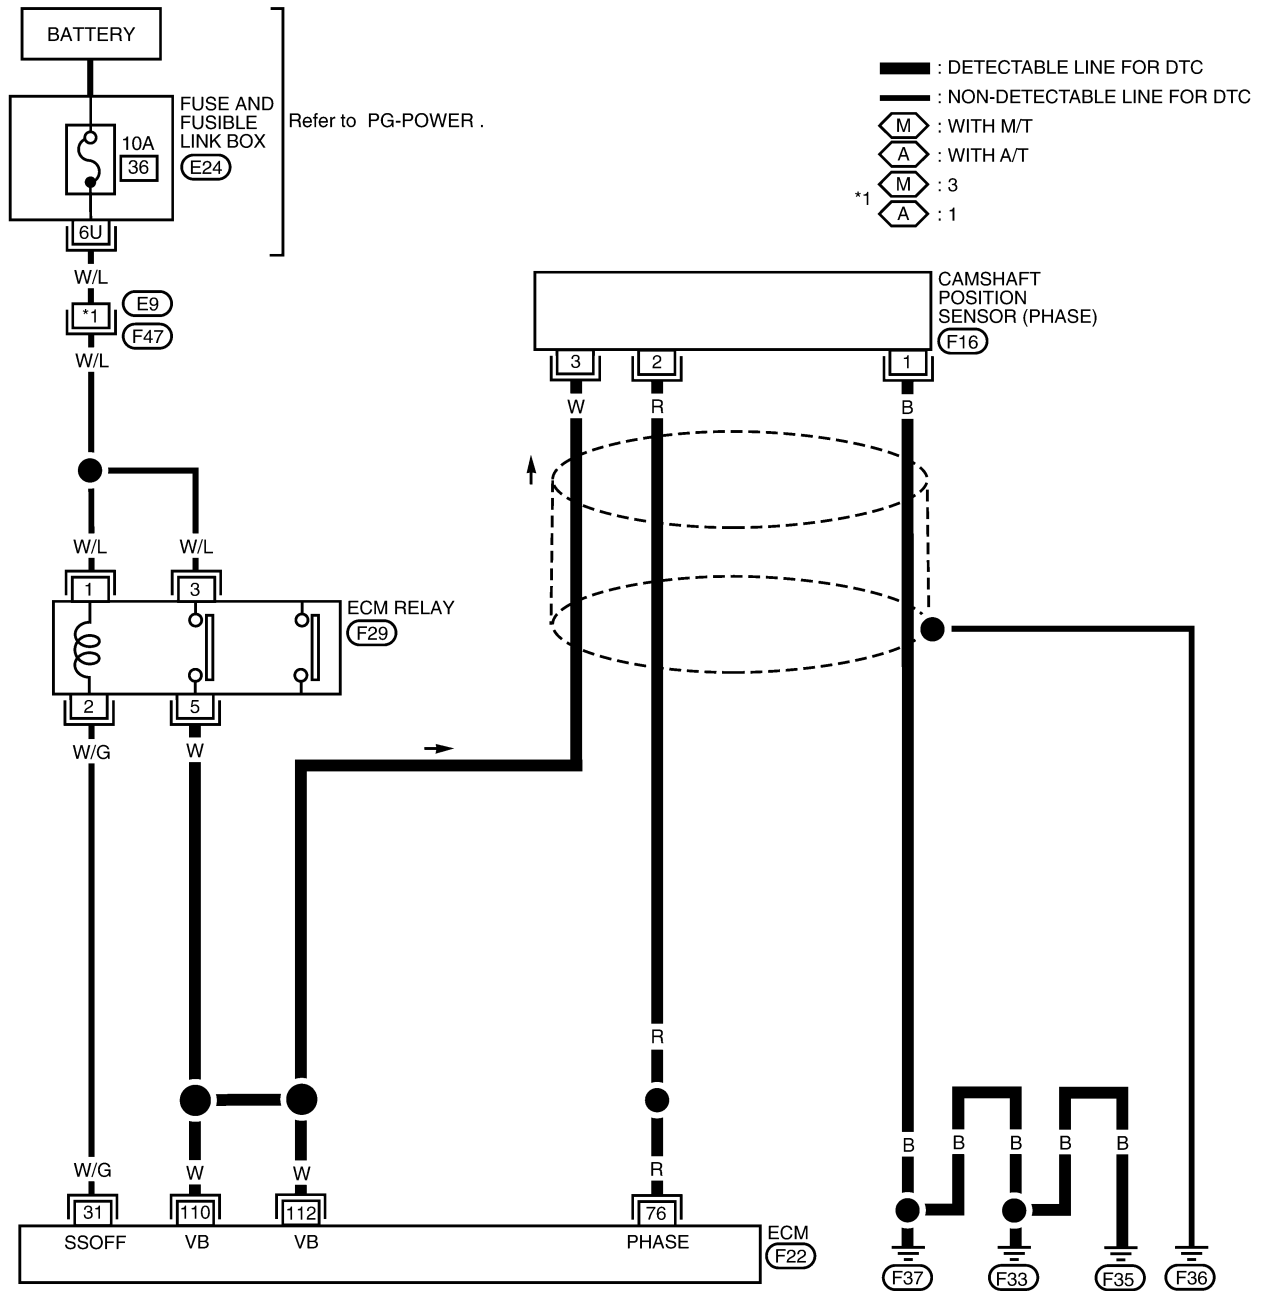 BATTERY
FUSE AND
FUSIBLE
LINK BOX
E24
10A
36
6U
Refer to PG-POWER .
: DETECTABLE LINE FOR DTC
: NON-DETECTABLE LINE FOR DTC
M : WITH M/T
A : WITH A/T
*1
M : 3
A : 1
W/L
*1
E9
F47
W/L
CAMSHAFT
POSITION
SENSOR (PHASE)
F16
3 2 1
W R B
W/L W/L
1 3
ECM RELAY
F29
2 5
W/G W
R
B B B B B
W/G W W R
31 110 112 76
SSOFF VB VB PHASE
ECM
F22
F37 F33 F35 F36